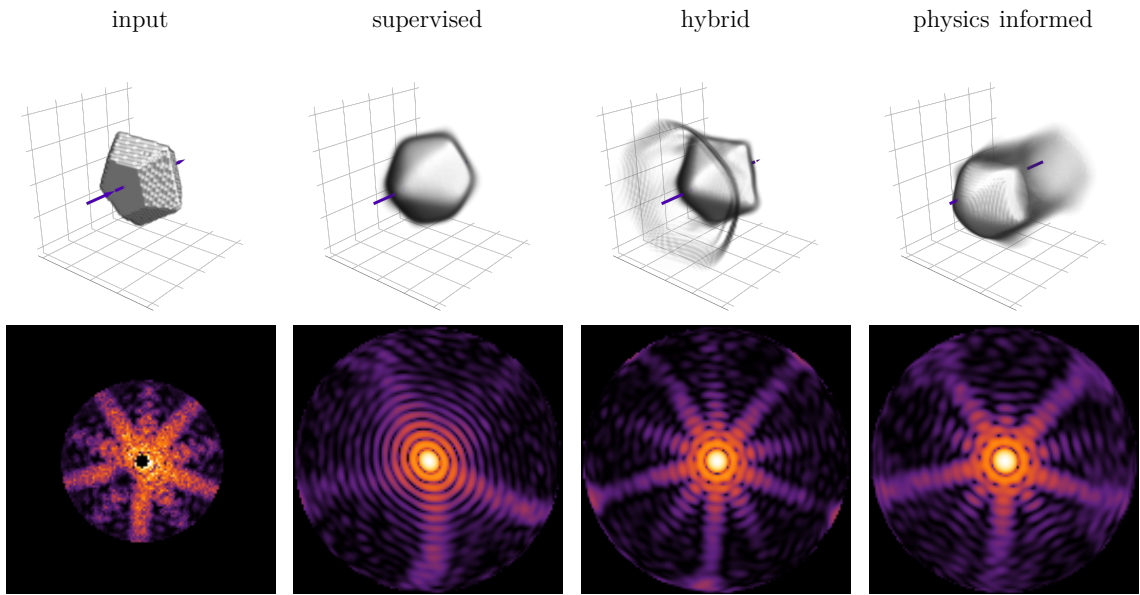 input
supervised
hybrid
physics informed